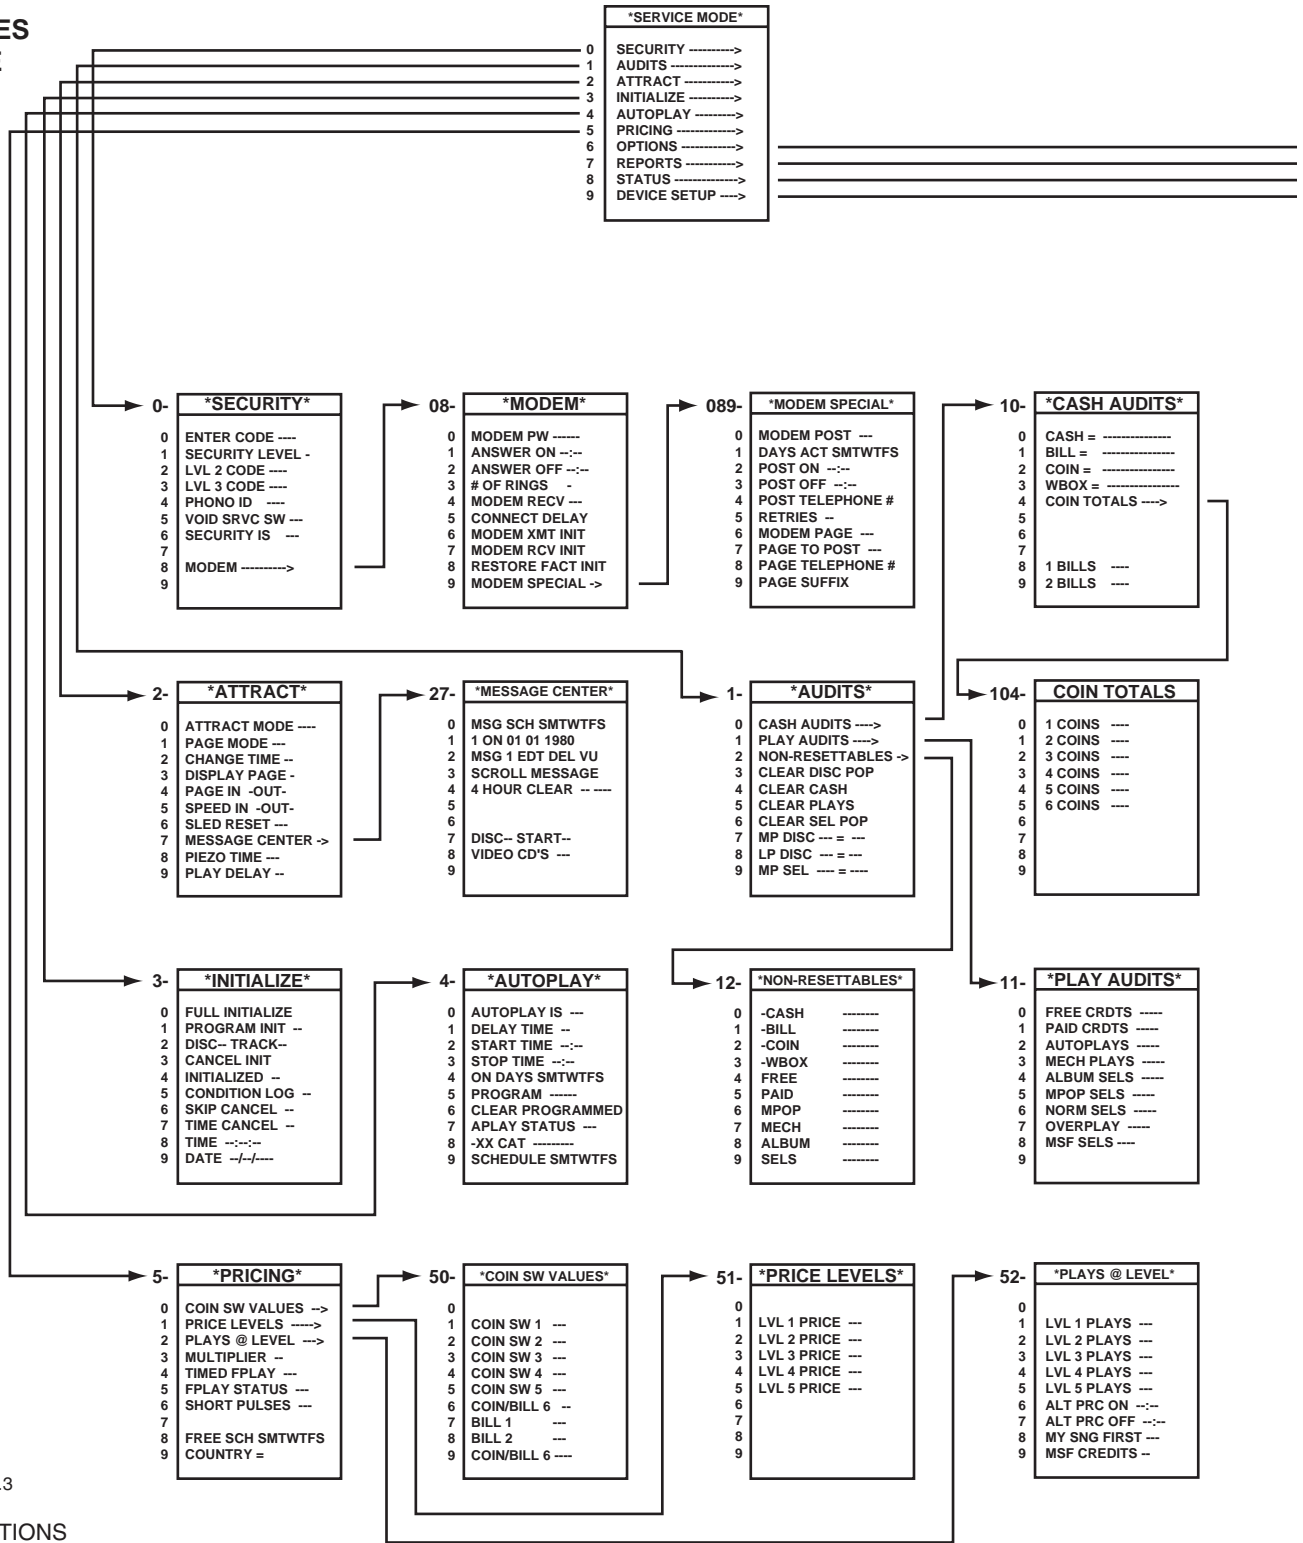 ES
E
*SERVICE MODE*
0 SECURITY ---------->
1 AUDITS -------------->
2 ATTRACT ----------->
3 INITIALIZE ---------->
4 AUTOPLAY --------->
5 PRICING ------------->
6 OPTIONS ------------>
7 REPORTS ----------->
8 STATUS -------------->
9 DEVICE SETUP ---->
0- *SECURITY*
0 ENTER CODE ----
1 SECURITY LEVEL -
2 LVL 2 CODE ----
3 LVL 3 CODE ----
4 PHONO ID ----
5 VOID SRVC SW ---
6 SECURITY IS ---
7
8 MODEM ---------->
9
08- *MODEM*
0 MODEM PW ------
1 ANSWER ON --:--
2 ANSWER OFF --:--
3 # OF RINGS -
4 MODEM RECV ---
5 CONNECT DELAY
6 MODEM XMT INIT
7 MODEM RCV INIT
8 RESTORE FACT INIT
9 MODEM SPECIAL ->
089- *MODEM SPECIAL*
0 MODEM POST ---
1 DAYS ACT SMTWTFS
2 POST ON --:--
3 POST OFF --:--
4 POST TELEPHONE #
5 RETRIES --
6 MODEM PAGE ---
7 PAGE TO POST ---
8 PAGE TELEPHONE #
9 PAGE SUFFIX
10- *CASH AUDITS*
0 CASH = ---------------
1 BILL = ----------------
2 COIN = ----------------
3 WBOX = ----------------
4 COIN TOTALS ---->
5
6
7
8 1 BILLS ----
9 2 BILLS ----
2- *ATTRACT*
0 ATTRACT MODE ----
1 PAGE MODE ---
2 CHANGE TIME --
3 DISPLAY PAGE -
4 PAGE IN -OUT-
5 SPEED IN -OUT-
6 SLED RESET ---
7 MESSAGE CENTER ->
8 PIEZO TIME ---
9 PLAY DELAY --
27- *MESSAGE CENTER*
0 MSG SCH SMTWTFS
1 1 ON 01 01 1980
2 MSG 1 EDT DEL VU
3 SCROLL MESSAGE
4 4 HOUR CLEAR -- ----
5
6
7 DISC-- START--
8 VIDEO CD'S ---
9
1- *AUDITS*
0 CASH AUDITS ---->
1 PLAY AUDITS ---->
2 NON-RESETTABLES ->
3 CLEAR DISC POP
4 CLEAR CASH
5 CLEAR PLAYS
6 CLEAR SEL POP
7 MP DISC --- = ---
8 LP DISC --- = ---
9 MP SEL ---- = ----
104- COIN TOTALS
0 1 COINS ----
1 2 COINS ----
2 3 COINS ----
3 4 COINS ----
4 5 COINS ----
5 6 COINS ----
6
7
8
9
3- *INITIALIZE*
0 FULL INITIALIZE
1 PROGRAM INIT --
2 DISC-- TRACK--
3 CANCEL INIT
4 INITIALIZED --
5 CONDITION LOG --
6 SKIP CANCEL --
7 TIME CANCEL --
8 TIME --:--:--
9 DATE --/--/----
4- *AUTOPLAY*
0 AUTOPLAY IS ---
1 DELAY TIME --
2 START TIME --:--
3 STOP TIME --:--
4 ON DAYS SMTWTFS
5 PROGRAM ------
6 CLEAR PROGRAMMED
7 APLAY STATUS ---
8 -XX CAT ---------
9 SCHEDULE SMTWTFS
12- *NON-RESETTABLES*
0 -CASH --------
1 -BILL --------
2 -COIN --------
3 -WBOX --------
4 FREE --------
5 PAID --------
6 MPOP --------
7 MECH --------
8 ALBUM --------
9 SELS --------
11- *PLAY AUDITS*
0 FREE CRDTS -----
1 PAID CRDTS -----
2 AUTOPLAYS -----
3 MECH PLAYS -----
4 ALBUM SELS -----
5 MPOP SELS -----
6 NORM SELS -----
7 OVERPLAY -----
8 MSF SELS ----
9
5- *PRICING*
0 COIN SW VALUES -->
1 PRICE LEVELS ----->
2 PLAYS @ LEVEL --->
3 MULTIPLIER --
4 TIMED FPLAY ---
5 FPLAY STATUS ---
6 SHORT PULSES ---
7
8 FREE SCH SMTWTFS
9 COUNTRY =
50- *COIN SW VALUES*
0
1 COIN SW 1 ---
2 COIN SW 2 ---
3 COIN SW 3 ---
4 COIN SW 4 ---
5 COIN SW 5 ---
6 COIN/BILL 6 --
7 BILL 1 ---
8 BILL 2 ---
9 COIN/BILL 6 ----
51- *PRICE LEVELS*
0
1 LVL 1 PRICE ---
2 LVL 2 PRICE ---
3 LVL 3 PRICE ---
4 LVL 4 PRICE ---
5 LVL 5 PRICE ---
6
7
8
9
52- *PLAYS @ LEVEL*
0
1 LVL 1 PLAYS ---
2 LVL 2 PLAYS ---
3 LVL 3 PLAYS ---
4 LVL 4 PLAYS ---
5 LVL 5 PLAYS ---
6 ALT PRC ON --:--
7 ALT PRC OFF --:--
8 MY SNG FIRST ---
9 MSF CREDITS --
.3
TIONS